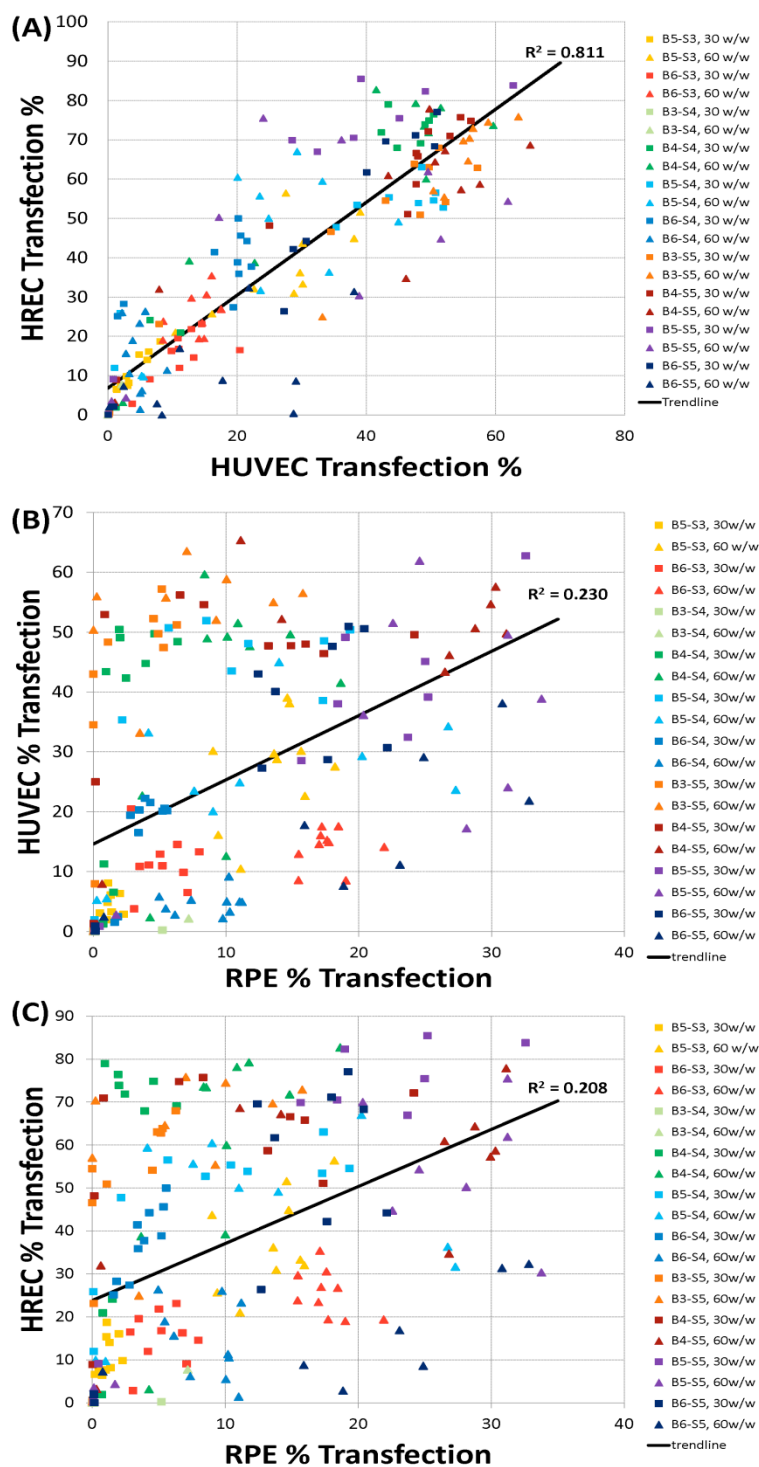 (A)
HREC Transfection %
100
90
80
70
60
50
40
30
20
10
0
R² = 0.811
0 20 40 60 80
HUVEC Transfection %
B5-S3, 30 w/w
B5-S3, 60 w/w
B6-S3, 30 w/w
B6-S3, 60 w/w
B3-S4, 30 w/w
B3-S4, 60 w/w
B4-S4, 30 w/w
B4-S4, 60 w/w
B5-S4, 30 w/w
B5-S4, 60 w/w
B6-S4, 30 w/w
B6-S4, 60 w/w
B3-S5, 30 w/w
B3-S5, 60 w/w
B4-S5, 30 w/w
B4-S5, 60 w/w
B5-S5, 30 w/w
B5-S5, 60 w/w
B6-S5, 30 w/w
B6-S5, 60 w/w
Trendline
(B)
HUVEC % Transfection
70
60
50
40
30
20
10
0
R² = 0.230
0 10 20 30 40
RPE % Transfection
B5-S3, 30w/w
B5-S3, 60 w/w
B6-S3, 30w/w
B6-S3, 60w/w
B3-S4, 30w/w
B3-S4, 60w/w
B4-S4, 30w/w
B4-S4, 60w/w
B5-S4, 30w/w
B5-S4, 60w/w
B6-S4, 30w/w
B6-S4, 60w/w
B3-S5, 30w/w
B3-S5, 60w/w
B4-S5, 30w/w
B4-S5, 60w/w
B5-S5, 30w/w
B5-S5, 60w/w
B6-S5, 30w/w
B6-S5, 60w/w
trendline
(C)
HREC % Transfection
90
80
70
60
50
40
30
20
10
0
R² = 0.208
0 10 20 30 40
RPE % Transfection
B5-S3, 30w/w
B5-S3, 60 w/w
B6-S3, 30w/w
B6-S3, 60w/w
B3-S4, 30w/w
B3-S4, 60w/w
B4-S4, 30w/w
B4-S4, 60w/w
B5-S4, 30w/w
B5-S4, 60w/w
B6-S4, 30w/w
B6-S4, 60w/w
B3-S5, 30w/w
B3-S5, 60w/w
B4-S5, 30w/w
B4-S5, 60w/w
B5-S5, 30w/w
B5-S5, 60w/w
B6-S5, 30w/w
B6-S5, 60w/w
trendline